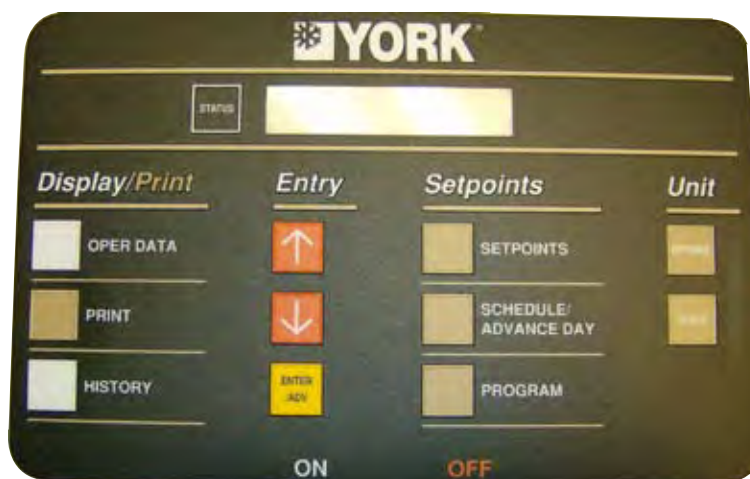 YORK
STATUS
Display/Print
Entry
Setpoints
Unit
OPER DATA
SETPOINTS
PRINT
SCHEDULE/
ADVANCE DAY
HISTORY
ENTER
/ADV
PROGRAM
ON
OFF